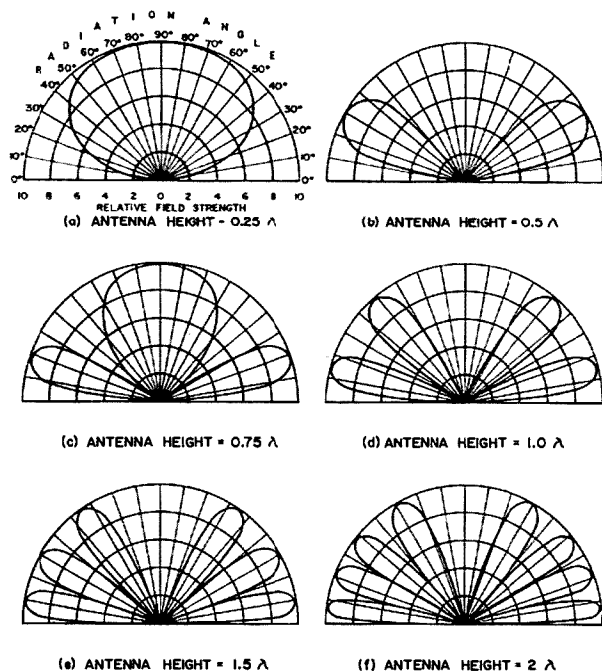 RADIATION ANGLE
0° 10° 20° 30° 40° 50° 60° 70° 80° 90° 80° 70° 60° 50° 40° 30° 20° 10° 0°
10 8 6 4 2 0 2 4 6 8 10
RELATIVE FIELD STRENGTH
(a) ANTENNA HEIGHT - 0.25 λ
(b) ANTENNA HEIGHT = 0.5 λ
(c) ANTENNA HEIGHT = 0.75 λ
(d) ANTENNA HEIGHT = 1.0 λ
(e) ANTENNA HEIGHT = 1.5 λ
(f) ANTENNA HEIGHT = 2 λ